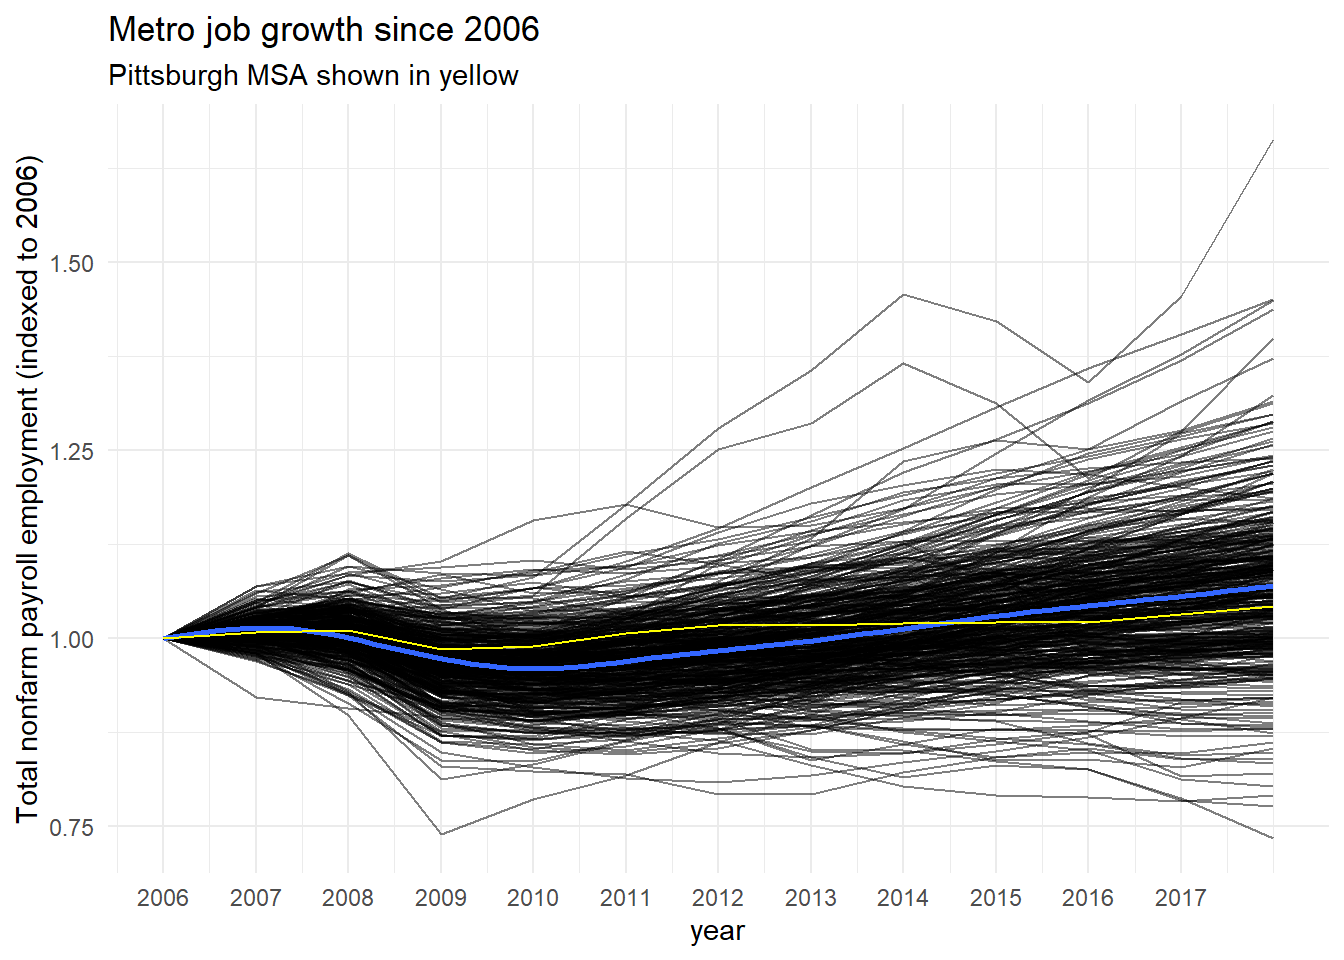 Metro job growth since 2006
Pittsburgh MSA shown in yellow
Total nonfarm payroll employment (indexed to 2006)
1.50
1.25
1.00
0.75
2006 2007 2008 2009 2010 2011 2012 2013 2014 2015 2016 2017
year